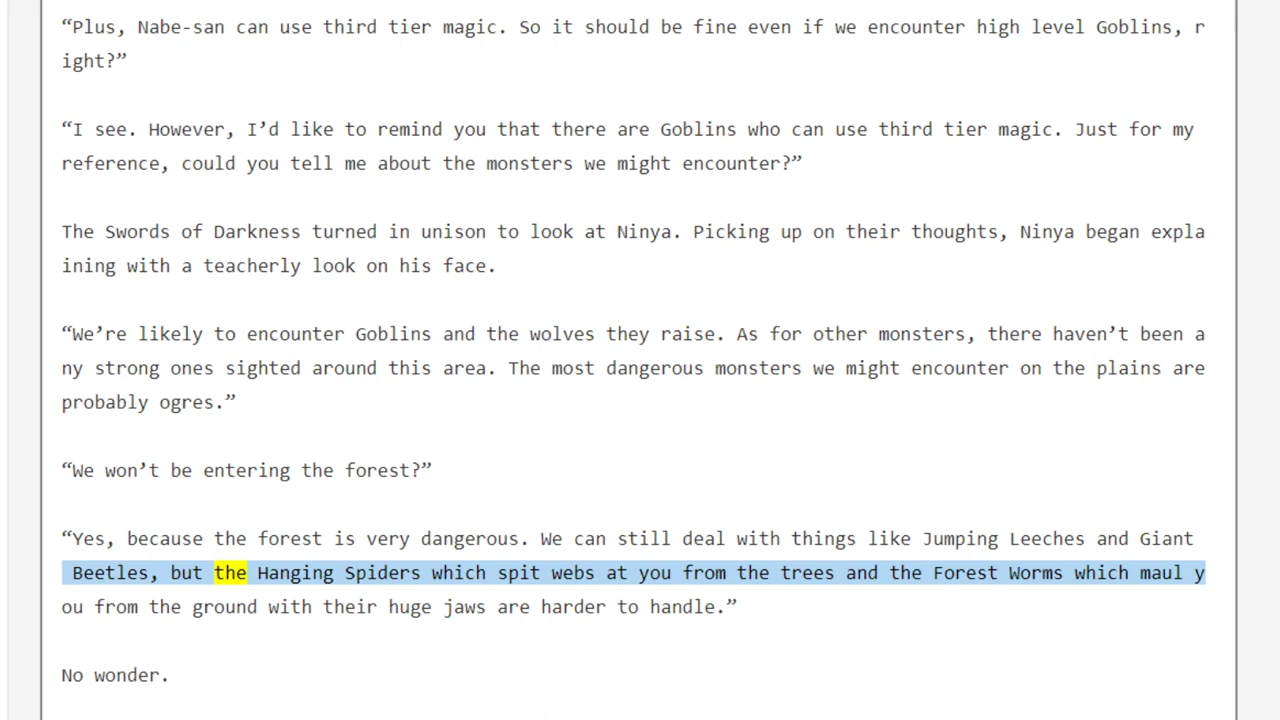 “Plus, Nabe-san can use third tier magic. So it should be fine even if we encounter high level Goblins, r
ight?”
“I see. However, I’d like to remind you that there are Goblins who can use third tier magic. Just for my
reference, could you tell me about the monsters we might encounter?”
The Swords of Darkness turned in unison to look at Ninya. Picking up on their thoughts, Ninya began expla
ining with a teacherly look on his face.
“We’re likely to encounter Goblins and the wolves they raise. As for other monsters, there haven’t been a
ny strong ones sighted around this area. The most dangerous monsters we might encounter on the plains are
probably ogres.”
“We won’t be entering the forest?”
“Yes, because the forest is very dangerous. We can still deal with things like Jumping Leeches and Giant
Beetles, but the Hanging Spiders which spit webs at you from the trees and the Forest Worms which maul y
ou from the ground with their huge jaws are harder to handle.”
No wonder.